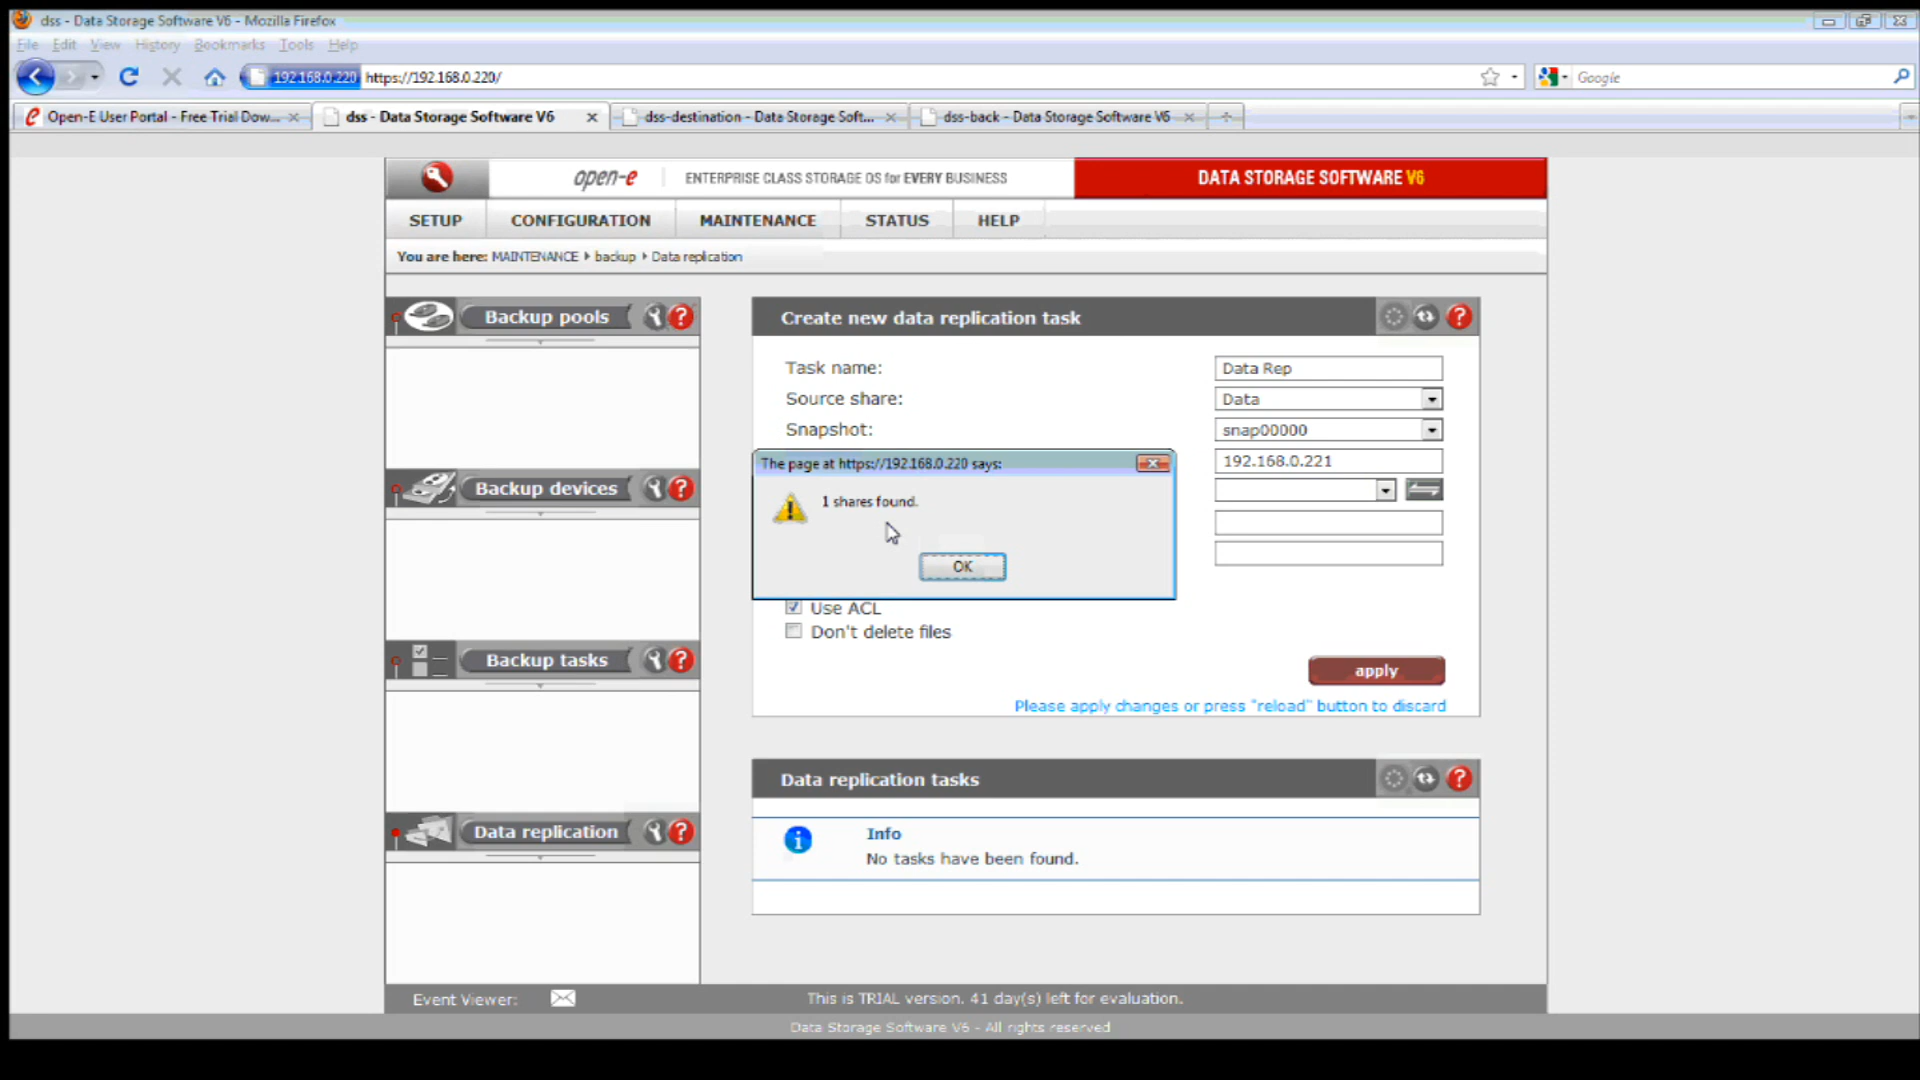 dss - Data Storage Software V6 - Mozilla Firefox
File Edit View History Bookmarks Tools Help
192.168.0.220 https://192.168.0.220/
Google
Open-E User Portal - Free Trial Dow...
dss - Data Storage Software V6
dss-destination - Data Storage Soft...
dss-back - Data Storage Software V6
open-e
ENTERPRISE CLASS STORAGE OS for EVERY BUSINESS
DATA STORAGE SOFTWARE V6
SETUP CONFIGURATION MAINTENANCE STATUS HELP
You are here: MAINTENANCE backup Data replication
Backup pools
Backup devices
Backup tasks
Data replication
Create new data replication task
Task name: Data Rep
Source share: Data
Snapshot: snap00000
192.168.0.221
The page at https://192.168.0.220 says:
1 shares found.
OK
Use ACL
Don't delete files
apply
Please apply changes or press "reload" button to discard
Data replication tasks
Info
No tasks have been found.
Event Viewer:
This is TRIAL version. 41 day(s) left for evaluation.
Data Storage Software V6 - All rights reserved